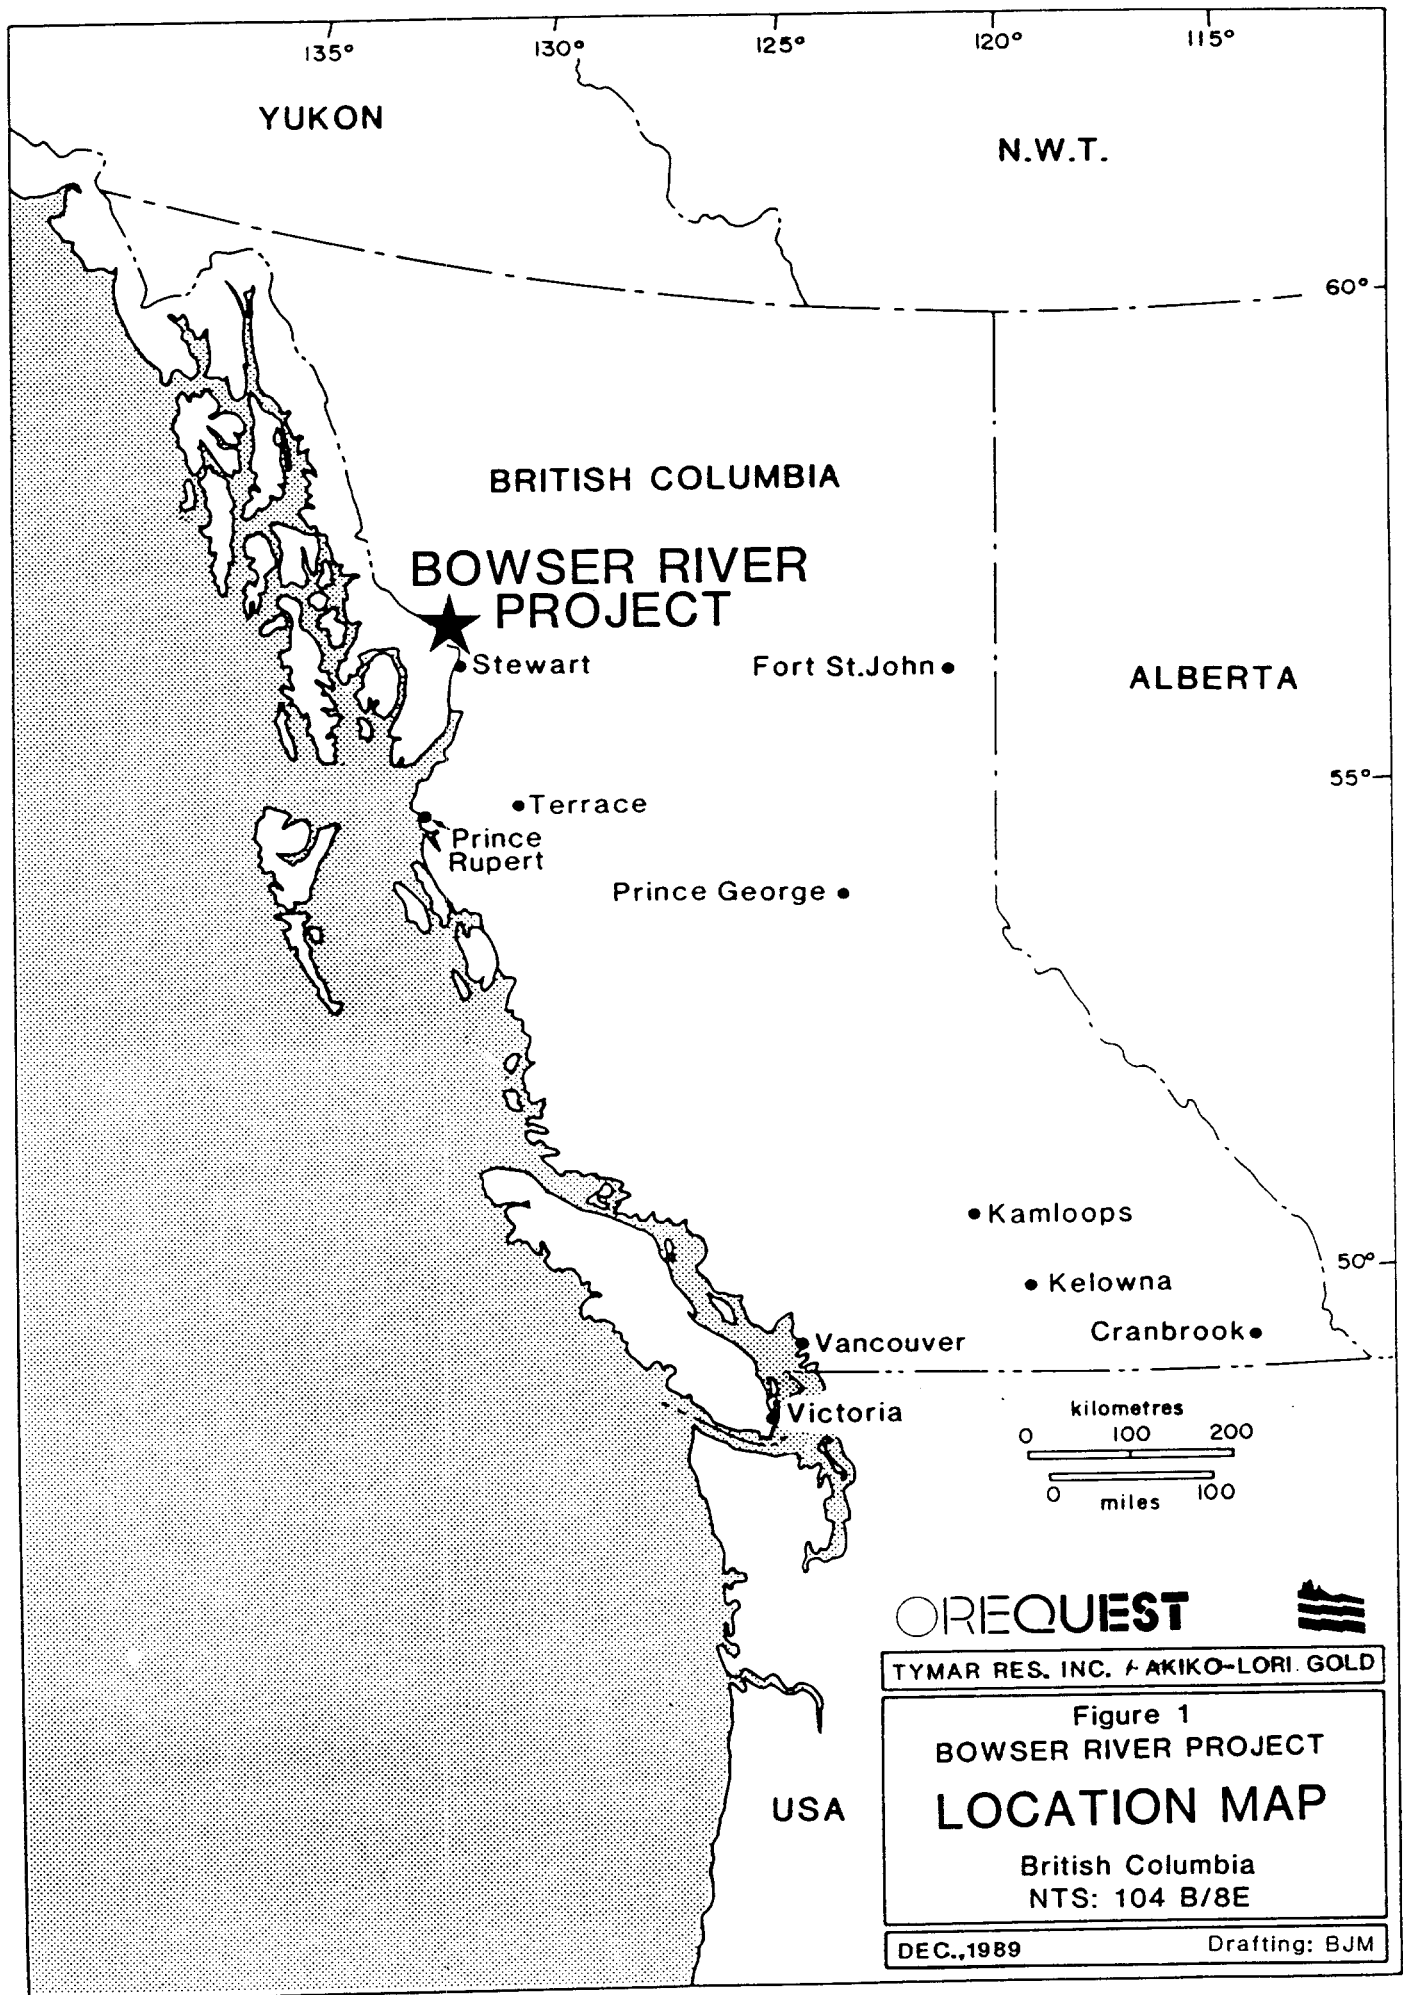 135° 130° 125° 120° 115°
YUKON
N.W.T.
60°
BRITISH COLUMBIA
BOWSER RIVER
PROJECT
Stewart
Fort St.John
ALBERTA
55°
Terrace
Prince
Rupert
Prince George
Kamloops
50°
Kelowna
Cranbrook
Vancouver
Victoria
kilometres
0 100 200
0 100
miles
OREQUEST
TYMAR RES. INC. / AKIKO-LORI GOLD
Figure 1
BOWSER RIVER PROJECT
LOCATION MAP
USA
British Columbia
NTS: 104 B/8E
DEC.,1989 Drafting: BJM